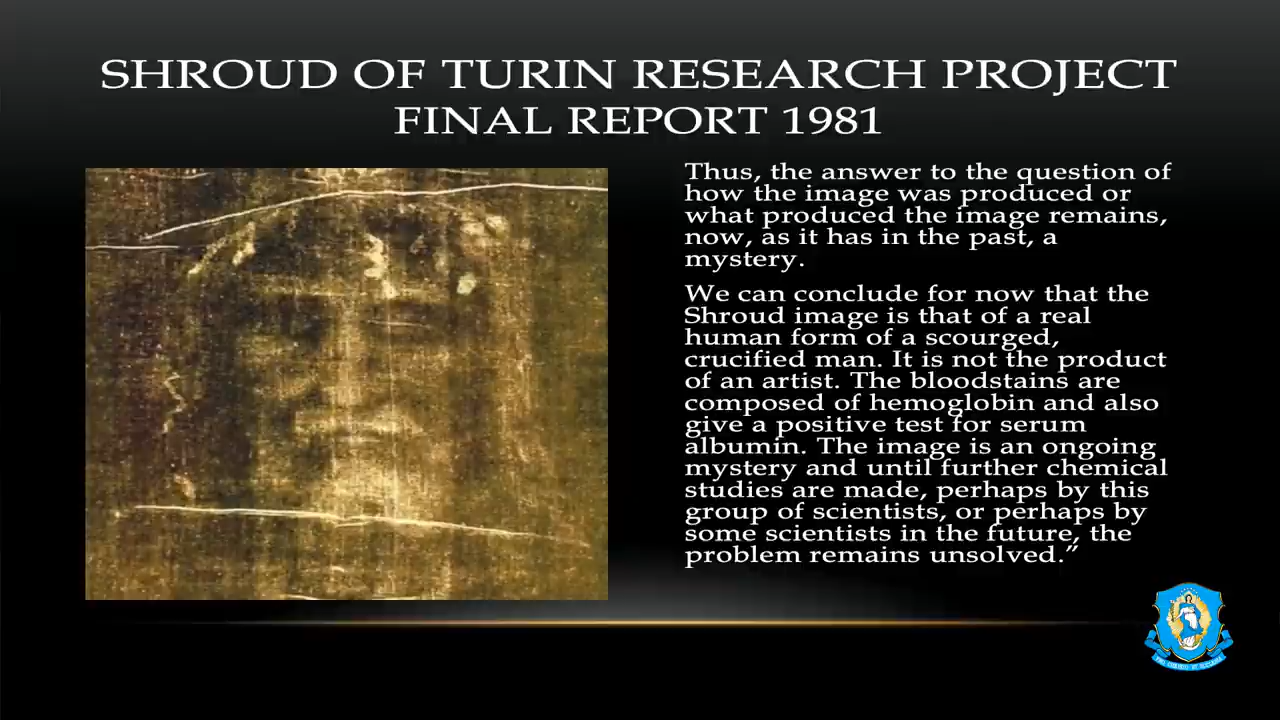 SHROUD OF TURIN RESEARCH PROJECT
FINAL REPORT 1981
Thus, the answer to the question of
how the image was produced or
what produced the image remains,
now, as it has in the past, a
mystery.
We can conclude for now that the
Shroud image is that of a real
human form of a scourged,
crucified man. It is not the product
of an artist. The bloodstains are
composed of hemoglobin and also
give a positive test for serum
albumin. The image is an ongoing
mystery and until further chemical
studies are made, perhaps by this
group of scientists, or perhaps by
some scientists in the future, the
problem remains unsolved.”